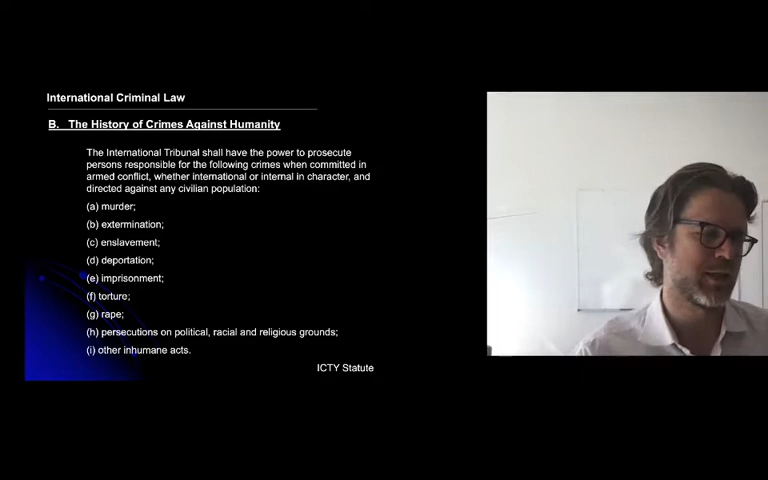 International Criminal Law
B. The History of Crimes Against Humanity
The International Tribunal shall have the power to prosecute
persons responsible for the following crimes when committed in
armed conflict, whether international or internal in character, and
directed against any civilian population:
(a) murder;
(b) extermination;
(c) enslavement;
(d) deportation;
(e) imprisonment;
(f) torture;
(g) rape;
(h) persecutions on political, racial and religious grounds;
(i) other inhumane acts.
ICTY Statute